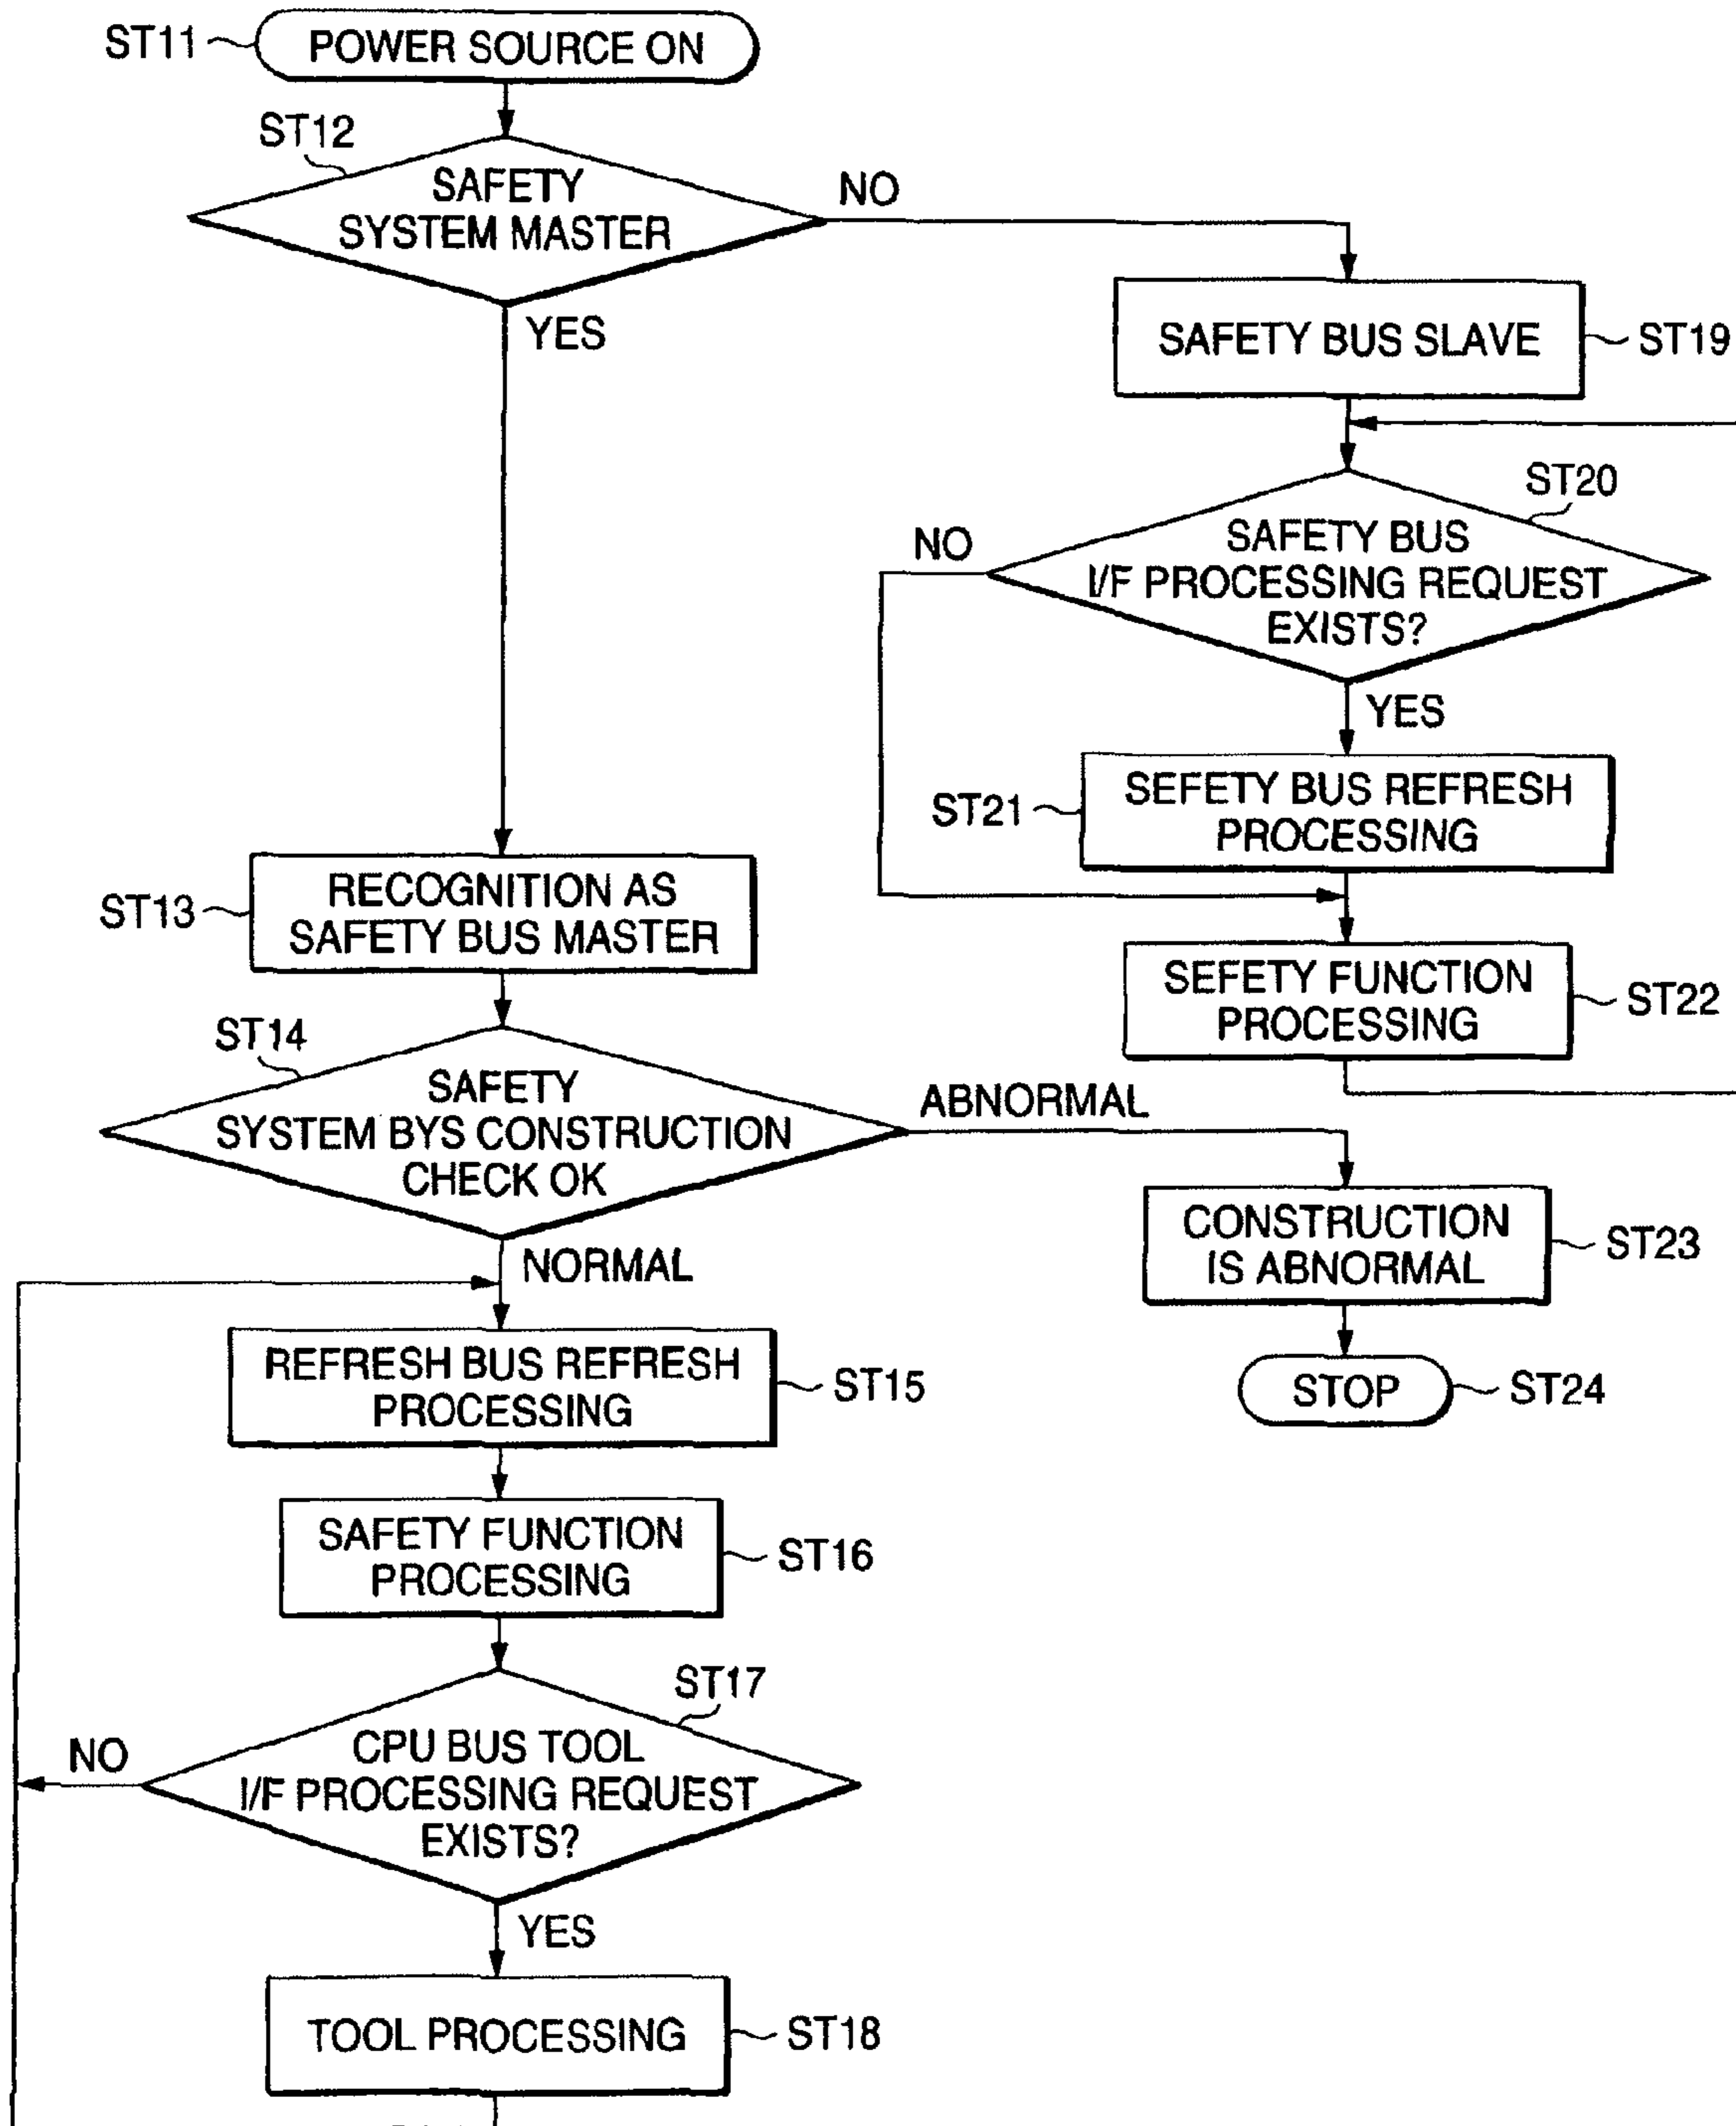 ST11
POWER SOURCE ON
ST12
SAFETY
SYSTEM MASTER
NO
YES
SAFETY BUS SLAVE
ST19
ST20
SAFETY BUS
I/F PROCESSING REQUEST
EXISTS?
NO
YES
ST21
SEFETY BUS REFRESH
PROCESSING
ST13
RECOGNITION AS
SAFETY BUS MASTER
SEFETY FUNCTION
PROCESSING
ST22
ST14
SAFETY
SYSTEM BYS CONSTRUCTION
CHECK OK
ABNORMAL
NORMAL
CONSTRUCTION
IS ABNORMAL
ST23
REFRESH BUS REFRESH
PROCESSING
ST15
STOP
ST24
SAFETY FUNCTION
PROCESSING
ST16
ST17
CPU BUS TOOL
I/F PROCESSING REQUEST
EXISTS?
NO
YES
TOOL PROCESSING
ST18